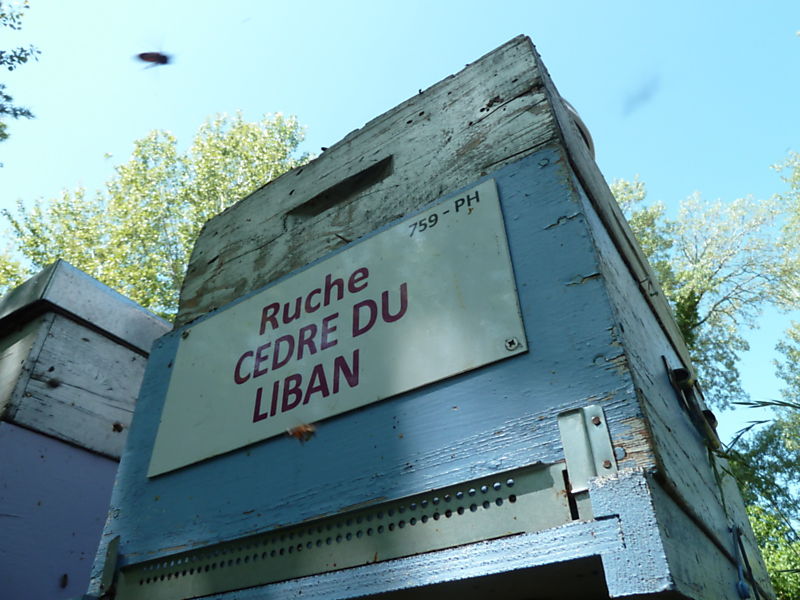 759 - PH
Ruche
CEDRE DU
LIBAN